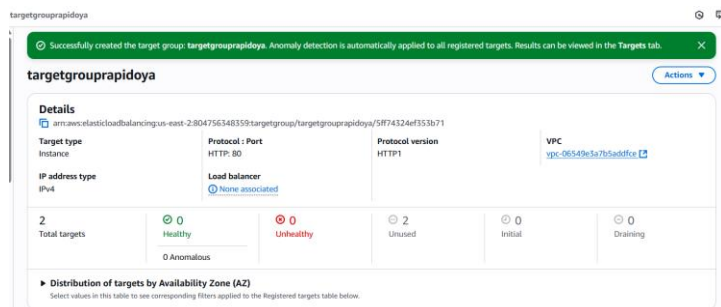 targetgrouprapidoya
Successfully created the target group: targetgrouprapidoya. Anomaly detection is automatically applied to all registered targets. Results can be viewed in the Targets tab.
targetgrouprapidoya
Actions
Details
arn:aws:elasticloadbalancing:us-east-2:804756348359:targetgroup/targetgrouprapidoya/5ff74324ef353b71
Target type Protocol : Port Protocol version VPC
Instance HTTP: 80 HTTP1 vpc-06549e3a7b5addfce
IP address type Load balancer
IPv4 None associated
2 0 0 2 0 0
Total targets Healthy Unhealthy Unused Initial Draining
0 Anomalous
Distribution of targets by Availability Zone (AZ)
Select values in this table to see corresponding filters applied to the Registered targets table below.